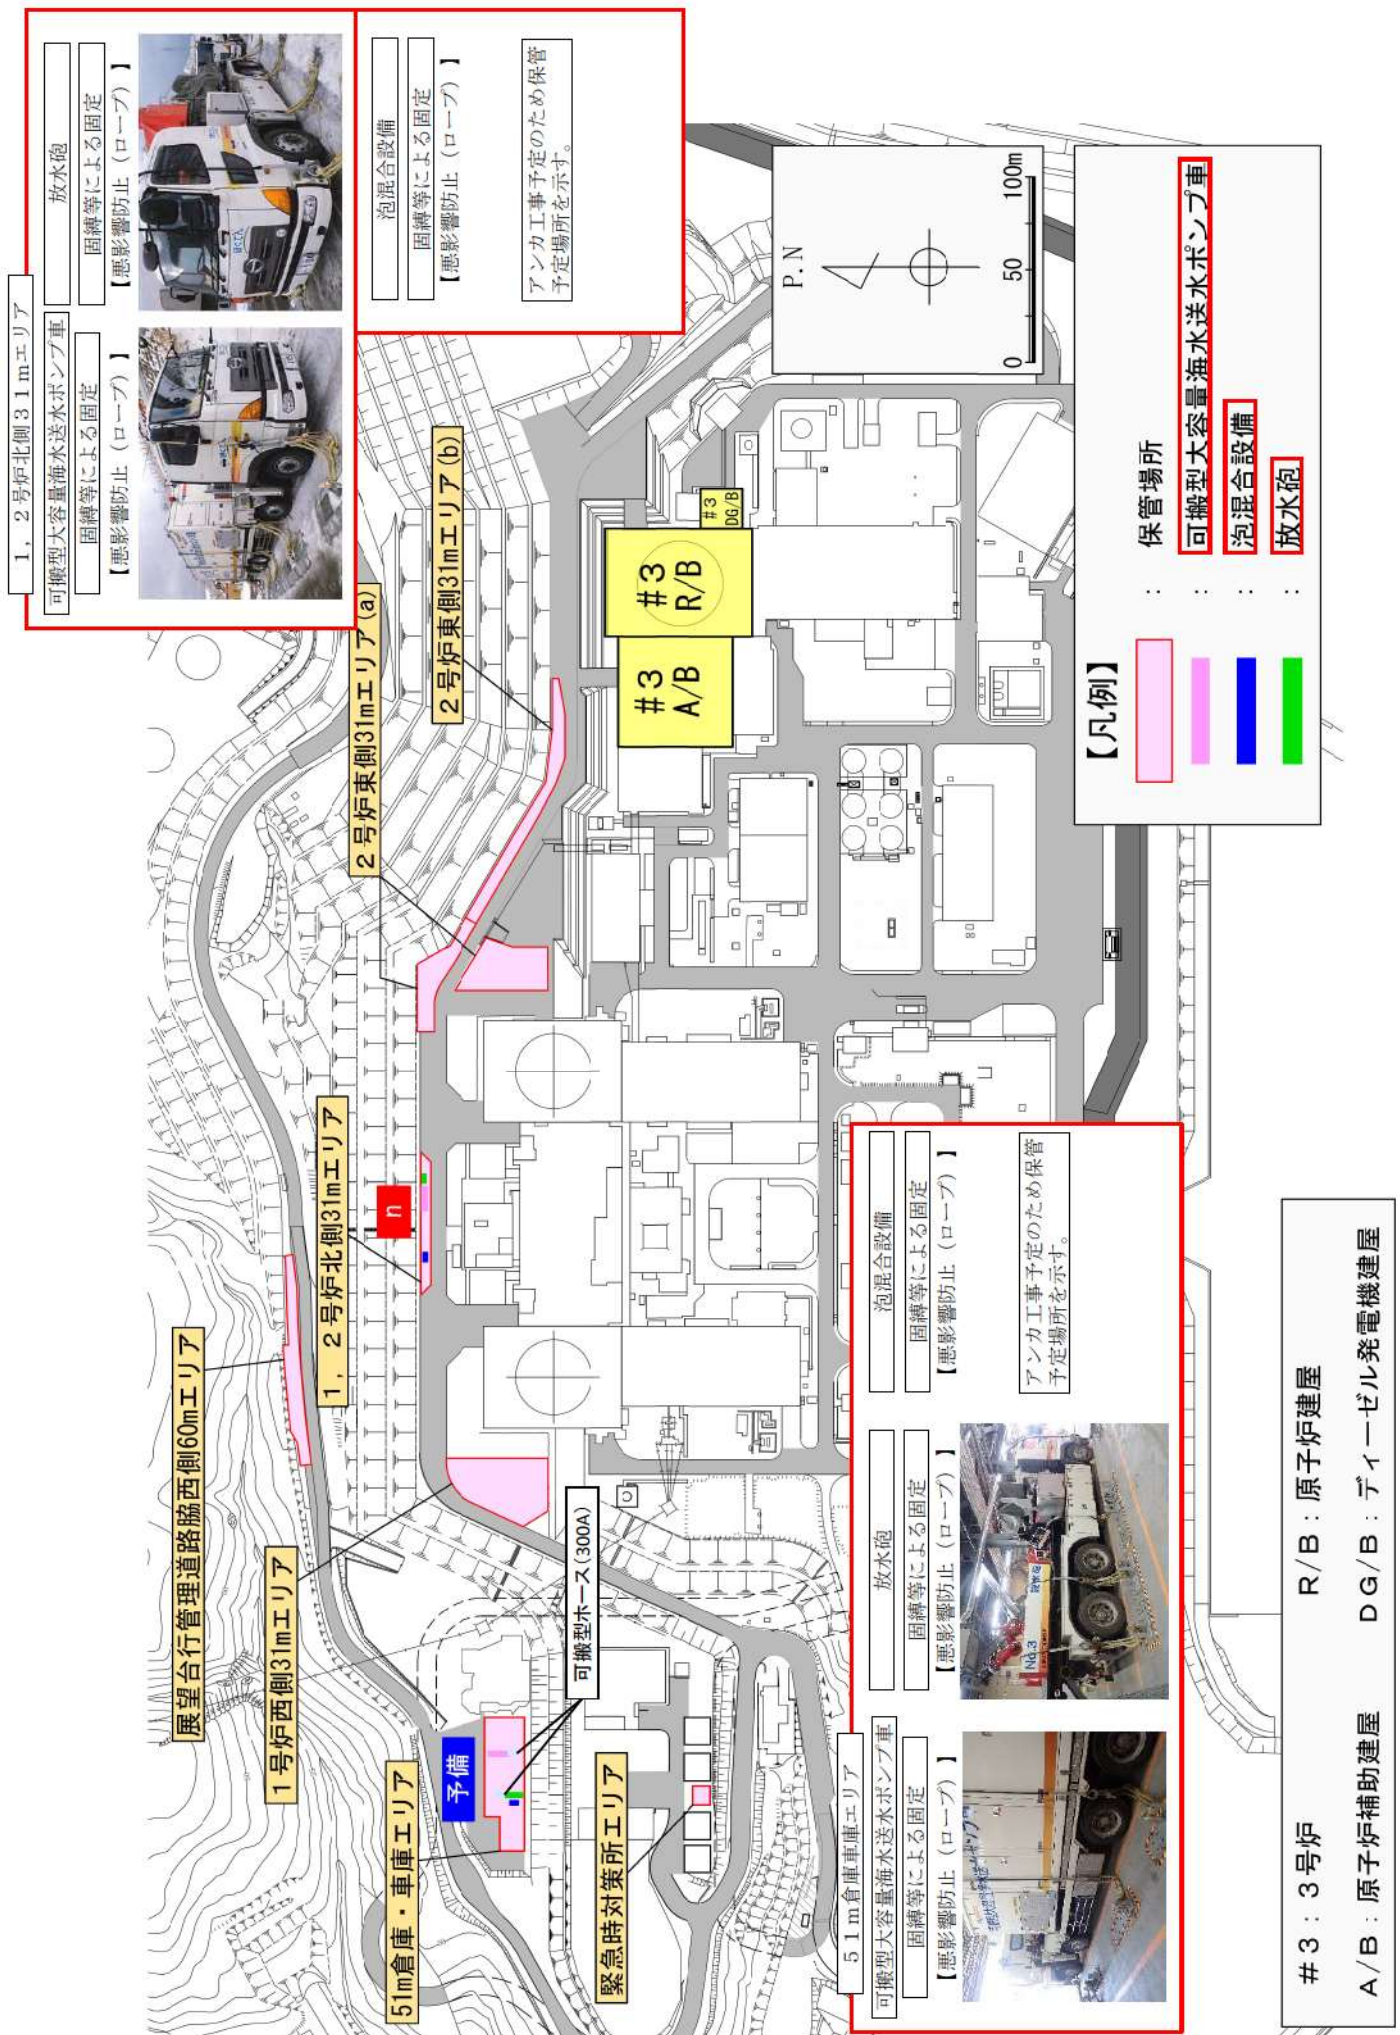 1，2号炉北側31mエリア
可搬型大容量海水送水ポンプ車
固縛等による固定
【悪影響防止（ロープ）】
放水砲
固縛等による固定
【悪影響防止（ロープ）】
泡混合設備
固縛等による固定
【悪影響防止（ロープ）】
アンカ工事予定のため保管
予定場所を示す。
展望台行管理道路脇西側60mエリア
1号炉西側31mエリア
1，2号炉北側31mエリア
2号炉東側31mエリア(a)
2号炉東側31mエリア(b)
51m倉庫・車庫エリア
予備
n
可搬型ホース(300A)
緊急時対策所エリア
#3
A/B
#3
R/B
#3
DG/B
P.N
0
50
100m
【凡例】
：保管場所
：可搬型大容量海水送水ポンプ車
：泡混合設備
：放水砲
51m倉庫車庫エリア
可搬型大容量海水送水ポンプ車
固縛等による固定
【悪影響防止（ロープ）】
放水砲
固縛等による固定
【悪影響防止（ロープ）】
No.3
放水砲
泡混合設備
固縛等による固定
【悪影響防止（ロープ）】
アンカ工事予定のため保管
予定場所を示す。
#3：3号炉
R/B：原子炉建屋
A/B：原子炉補助建屋
DG/B：ディーゼル発電機建屋